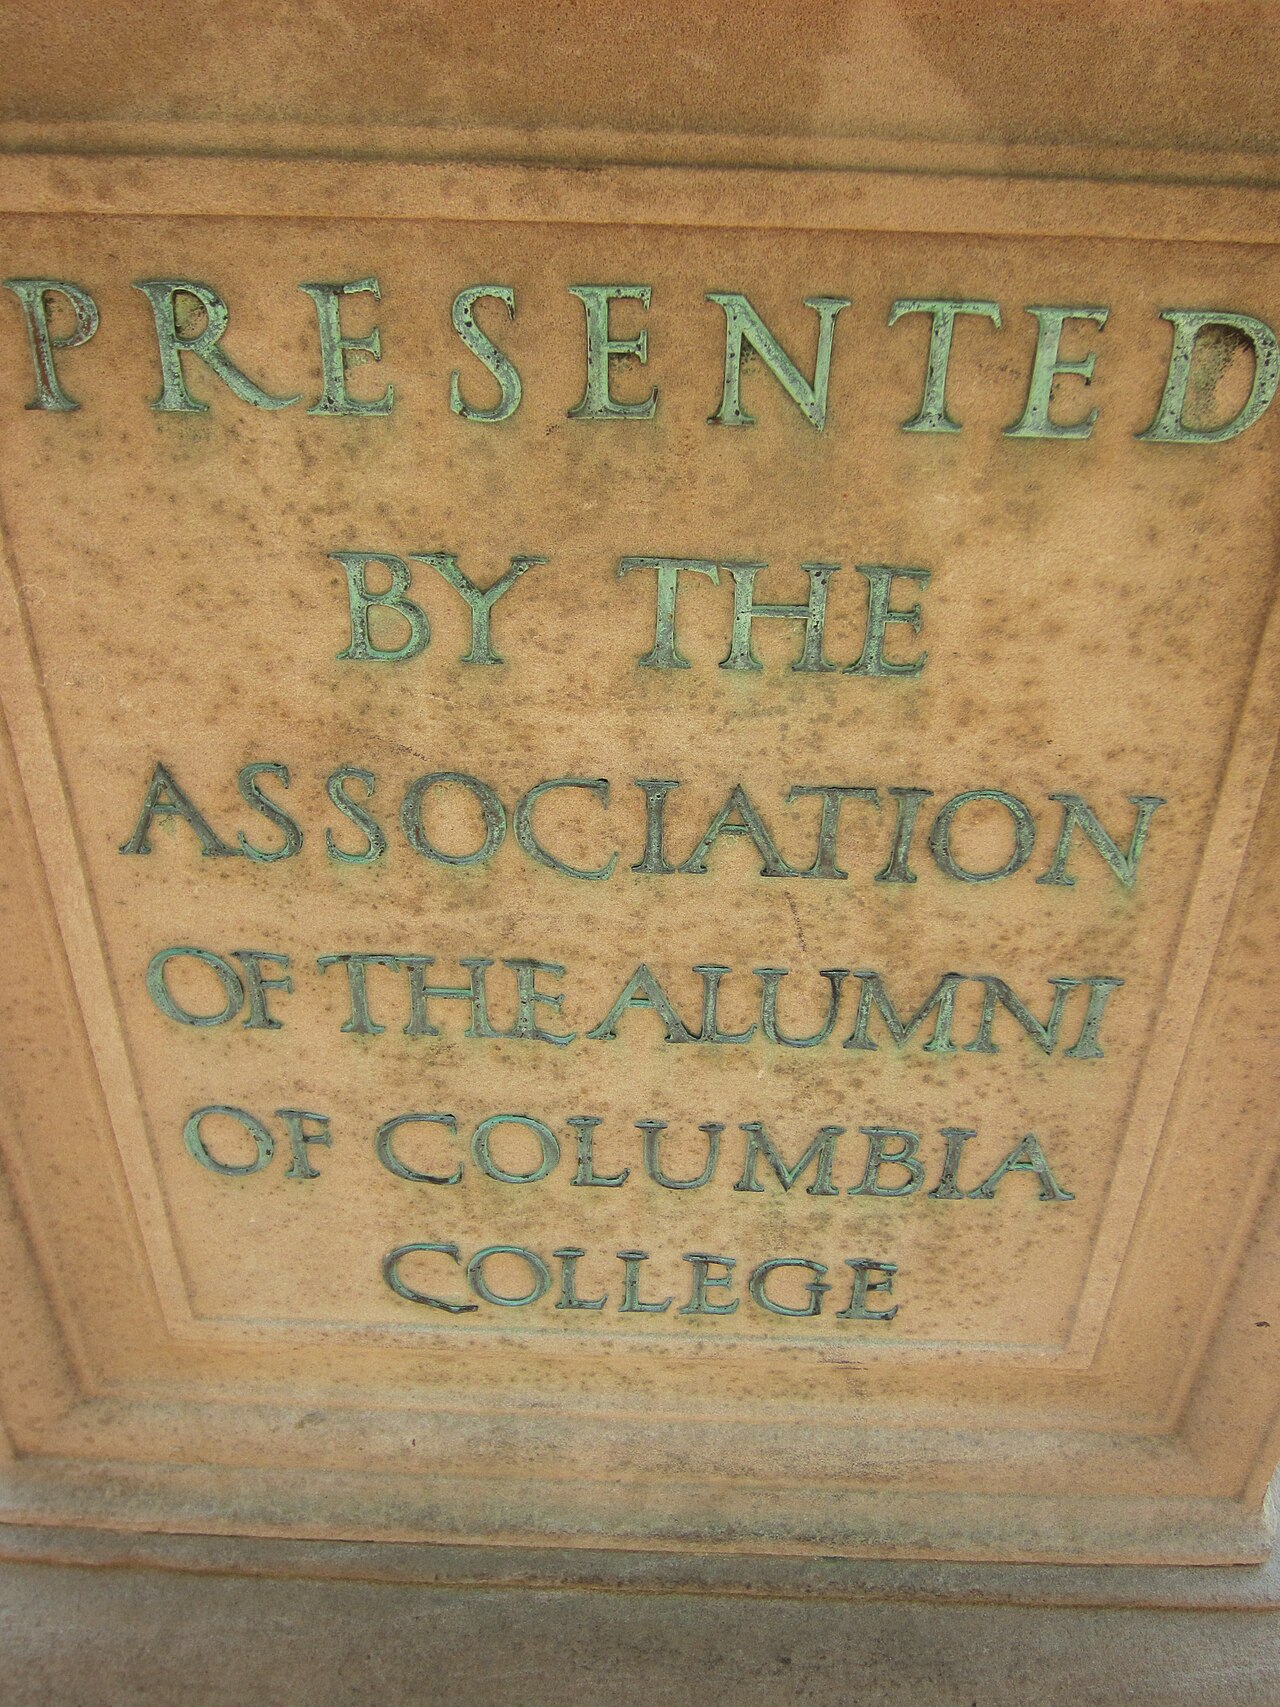 PRESENTED
BY THE
ASSOCIATION
OF THE ALUMNI
OF COLUMBIA
COLLEGE